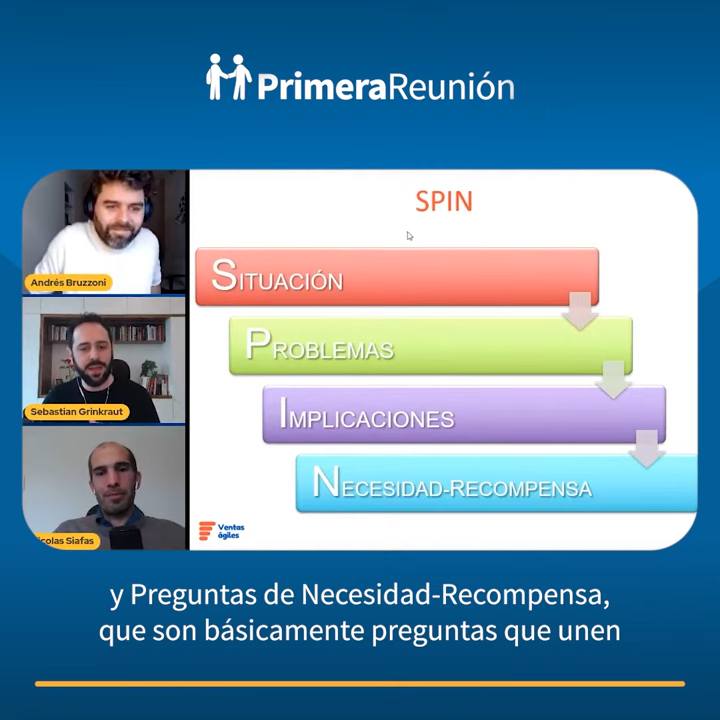 PrimeraReunión
SPIN
Andrés Bruzzoni
SITUACIÓN
PROBLEMAS
Sebastian Grinkraut
IMPLICACIONES
NECESIDAD-RECOMPENSA
Siafas
Ventas
ágiles
y Preguntas de Necesidad-Recompensa,
que son básicamente preguntas que unen